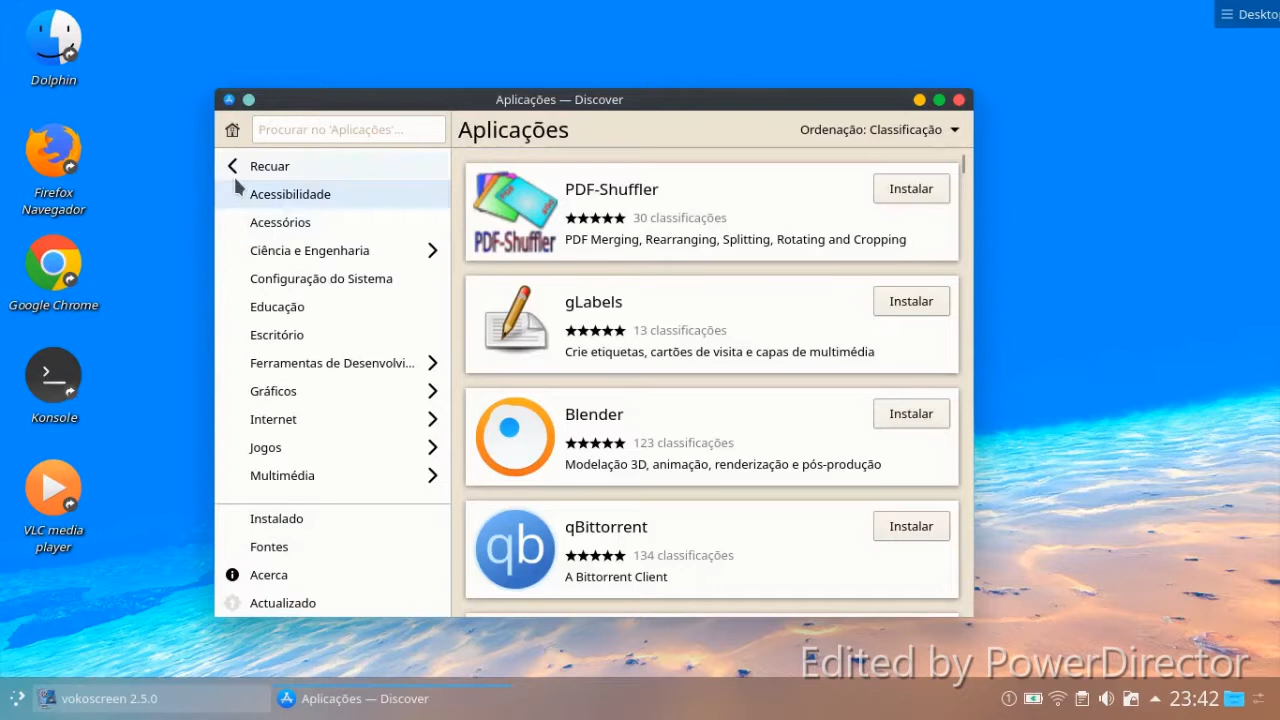 Desktop
Dolphin
Firefox
Navegador
Google Chrome
Konsole
VLC media
player
Aplicações — Discover
Procurar no 'Aplicações'...
Aplicações
Ordenação: Classificação
Recuar
Acessibilidade
Acessórios
Ciência e Engenharia
Configuração do Sistema
Educação
Escritório
Ferramentas de Desenvolvi...
Gráficos
Internet
Jogos
Multimédia
Instalado
Fontes
Acerca
Actualizado
PDF-Shuffler
PDF-Shuffler
Instalar
★★★★★ 30 classificações
PDF Merging, Rearranging, Splitting, Rotating and Cropping
gLabels
Instalar
★★★★★ 13 classificações
Crie etiquetas, cartões de visita e capas de multimédia
Blender
Instalar
★★★★★ 123 classificações
Modelação 3D, animação, renderização e pós-produção
qb
qBittorrent
Instalar
★★★★★ 134 classificações
A Bittorrent Client
Edited by PowerDirector
vokoscreen 2.5.0
Aplicações — Discover
1
23:42